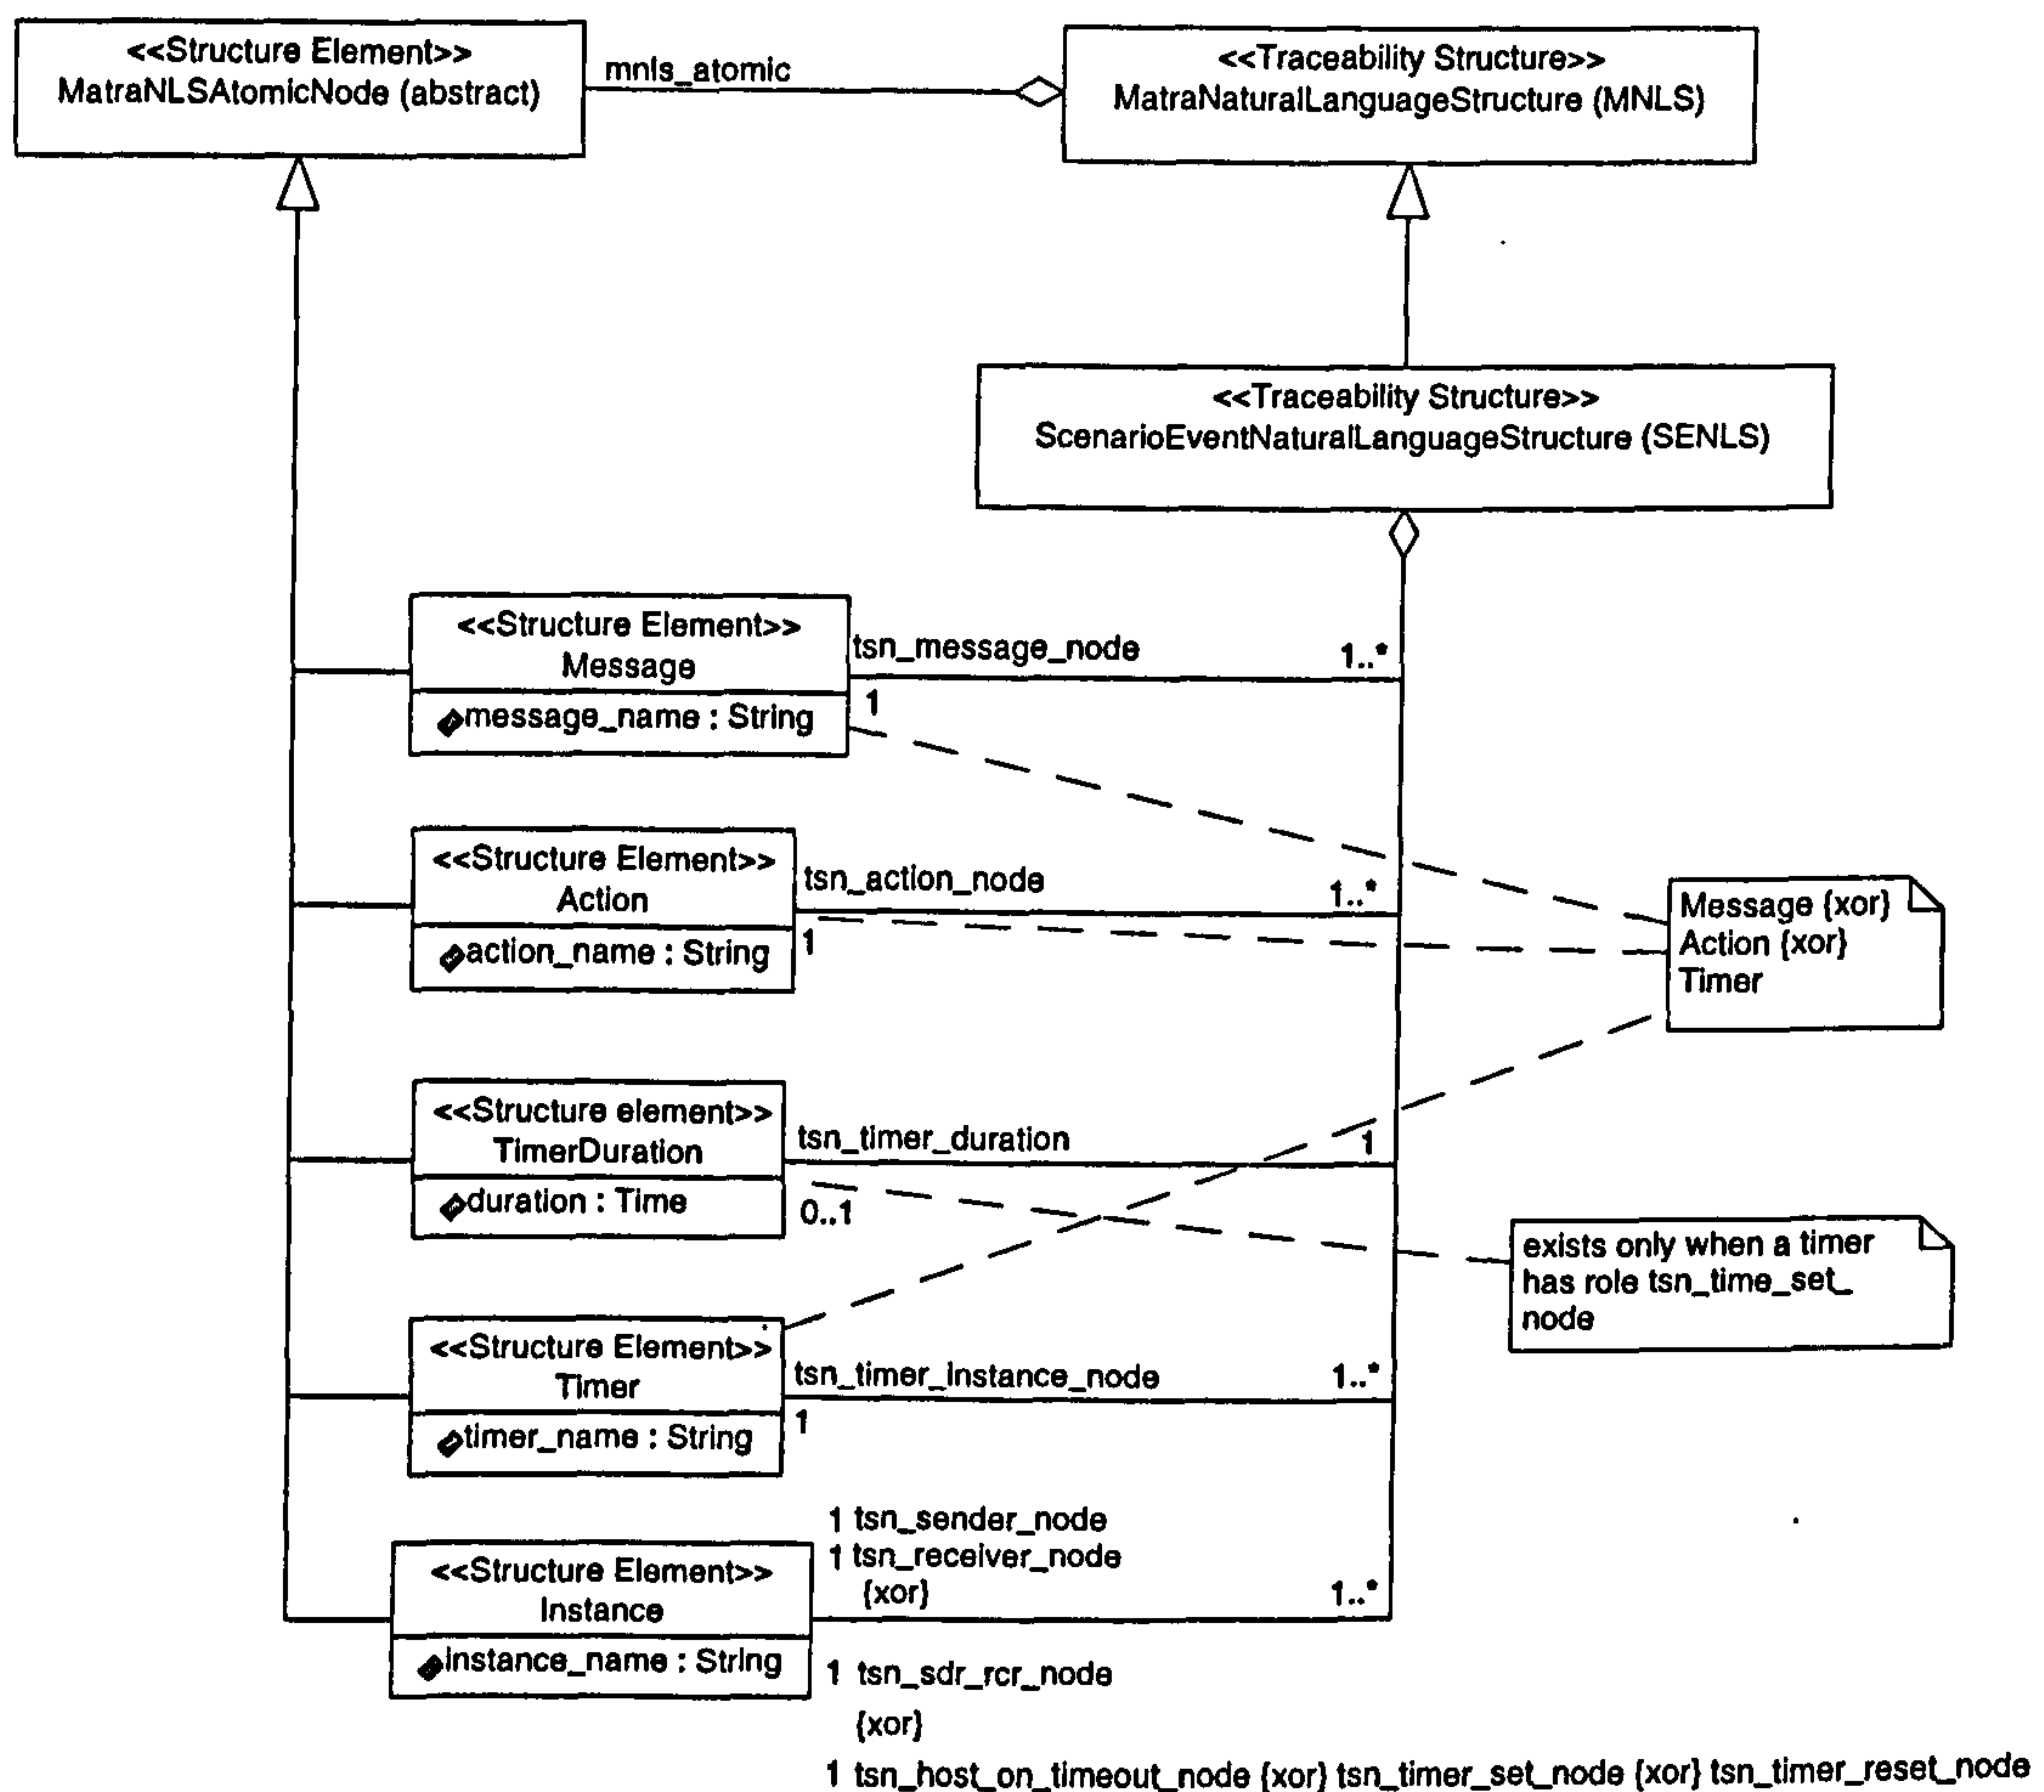 <<Structure Element>>
MatraNLSAtomicNode (abstract)
mnls_atomic
<<Traceability Structure>>
MatraNaturalLanguageStructure (MNLS)
<<Traceability Structure>>
ScenarioEventNaturalLanguageStructure (SENLS)
<<Structure Element>>
Message
message_name : String
tsn_message_node
1..*
1
<<Structure Element>>
Action
action_name : String
tsn_action_node
1..*
1
Message {xor}
Action {xor}
Timer
<<Structure element>>
TimerDuration
duration : Time
tsn_timer_duration
1
0..1
exists only when a timer
has role tsn_time_set_
node
<<Structure Element>>
Timer
timer_name : String
tsn_timer_instance_node
1..*
1
<<Structure Element>>
Instance
instance_name : String
1 tsn_sender_node
1 tsn_receiver_node
{xor}
1..*
1 tsn_sdr_rcr_node
{xor}
1 tsn_host_on_timeout_node {xor} tsn_timer_set_node {xor} tsn_timer_reset_node